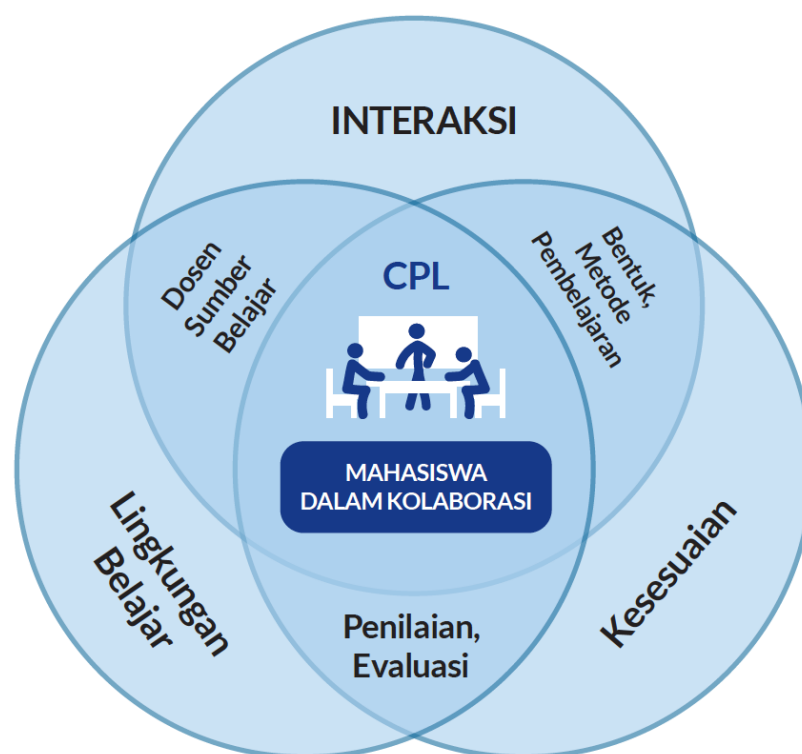 INTERAKSI
Dosen
Sumber
Belajar
CPL
Bentuk,
Metode
Pembelajaran
MAHASISWA
DALAM KOLABORASI
Lingkungan
Belajar
Kesesuaian
Penilaian,
Evaluasi